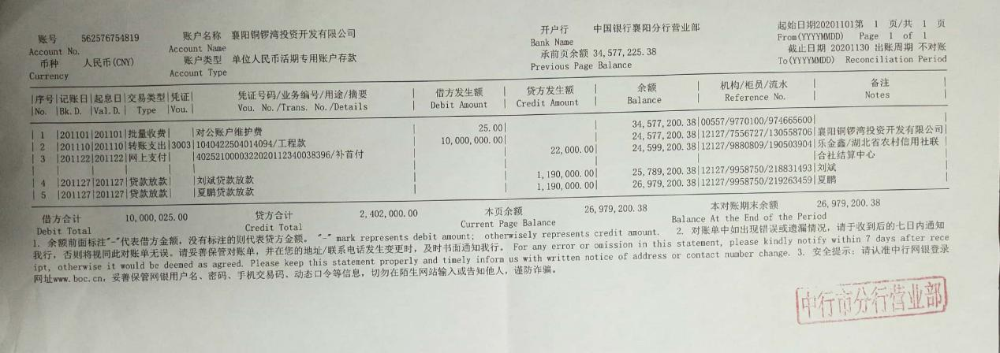 账号 562576754819 账户名称 襄阳铜锣湾投资开发有限公司 开户行 中国银行襄阳分行营业部 起始日期20201101第 1 页/共 1 页
Account No. Account Name Bank Name From(YYYYMMDD) Page 1 of 1
币种 人民币(CNY) 账户类型 单位人民币活期专用账户存款 承前页余额 34,577,225.38 截止日期 20201130 出账周期 不对账
Currency Account Type Previous Page Balance To(YYYYMMDD) Reconciliation Period
|序号|记账日|起息日|交易类型|凭证| 凭证号码/业务编号/用途/摘要 | 借方发生额 | 贷方发生额 | 余额 | 机构/柜员/流水 | 备注
|No. |Bk. D. |Val. D. | Type |Vou. | Vou. No. /Trans. No. /Details | Debit Amount | Credit Amount | Balance | Reference No. | Notes
| 1 |201101|201101|批量收费| |对公账户维护费 | 25.00| | 34,577,200.38|00557/9770100/974665600|
| 2 |201110|201110|转账支出|3003|1040422504014094/工程款 | 10,000,000.00| | 24,577,200.38|12127/7556727/130558706|襄阳铜锣湾投资开发有限公司
| 3 |201122|201122|网上支付| |4025210000322020112340038396/补首付 | | 22,000.00| 24,599,200.38|12127/9880809/190503904|乐金鑫/湖北省农村信用社联
合社结算中心
| 4 |201127|201127|贷款放款| |刘斌贷款放款 | | 1,190,000.00| 25,789,200.38|12127/9958750/218831493|刘斌
| 5 |201127|201127|贷款放款| |夏鹏贷款放款 | | 1,190,000.00| 26,979,200.38|12127/9958750/219263459|夏鹏
借方合计 10,000,025.00 贷方合计 2,402,000.00 本页余额 26,979,200.38 本对账期末余额 26,979,200.38
Debit Total Credit Total Current Page Balance Balance At the End of the Period
1. 余额前面标注"-"代表借方金额，没有标注的则代表贷方金额。 "-" mark represents debit amount; otherwisely represents credit amount. 2. 对账单中如出现错误或遗漏情况，请于收到后的七日内通知
我行，否则将视同此对账单无误。请妥善保管对账单，并在您的地址/联系电话发生变更时，及时书面通知我行。 For any error or omission in this statement, please kindly notify within 7 days after rece
ipt, otherwise it would be deemed as agreed. Please keep this statement properly and timely inform us with written notice of address or contact number change. 3. 安全提示：请认准中行网银登录
网址www.boc.cn，妥善保管网银用户名、密码、手机交易码、动态口令等信息，切勿在陌生网站输入或告知他人，谨防诈骗。
中行市分行营业部